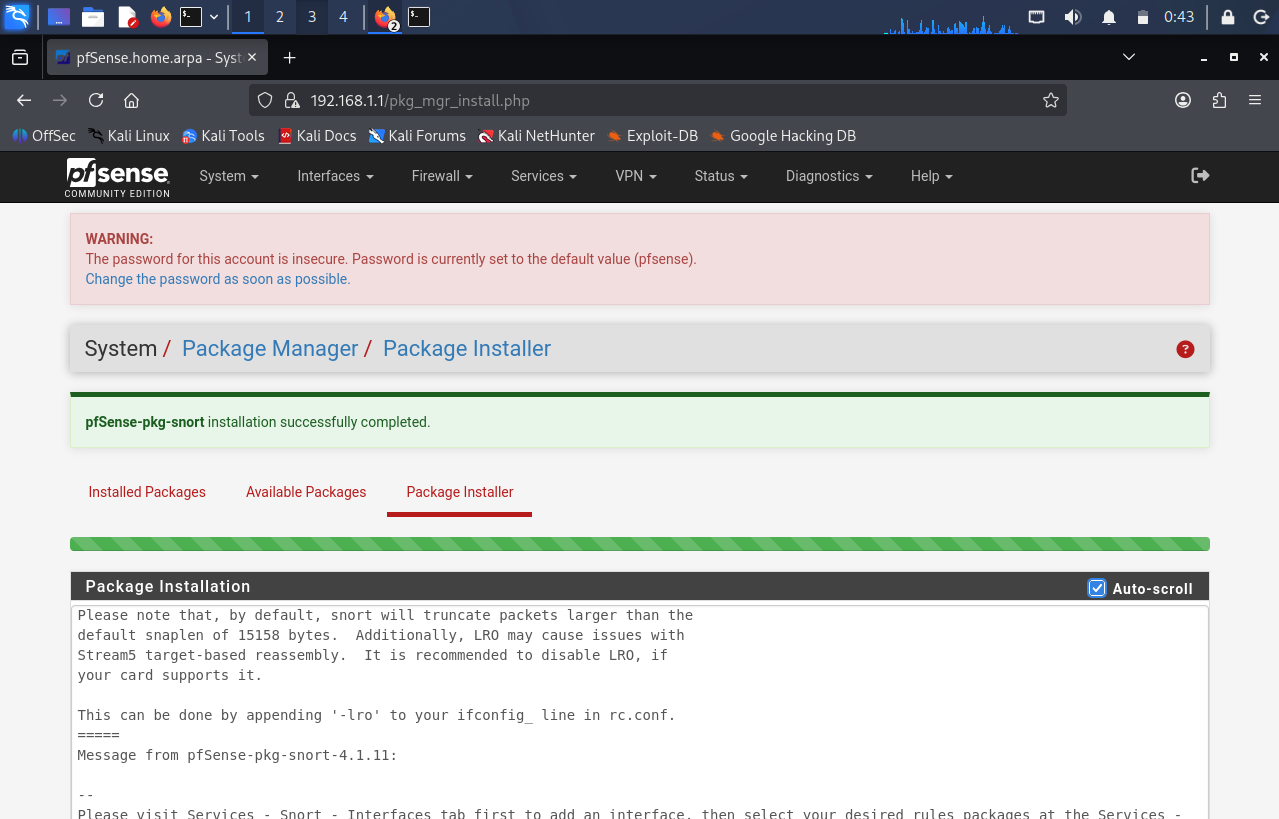 1 2 3 4 2 0:43
pfSense.home.arpa - Syst
192.168.1.1/pkg_mgr_install.php
OffSec Kali Linux Kali Tools Kali Docs Kali Forums Kali NetHunter Exploit-DB Google Hacking DB
pfsense
COMMUNITY EDITION
System Interfaces Firewall Services VPN Status Diagnostics Help
WARNING:
The password for this account is insecure. Password is currently set to the default value (pfsense).
Change the password as soon as possible.
System / Package Manager / Package Installer
pfSense-pkg-snort installation successfully completed.
Installed Packages Available Packages Package Installer
Package Installation Auto-scroll
Please note that, by default, snort will truncate packets larger than the
default snaplen of 15158 bytes.  Additionally, LRO may cause issues with
Stream5 target-based reassembly.  It is recommended to disable LRO, if
your card supports it.
This can be done by appending '-lro' to your ifconfig_ line in rc.conf.
=====
Message from pfSense-pkg-snort-4.1.11:
--
Please visit Services - Snort - Interfaces tab first to add an interface, then select your desired rules packages at the Services -